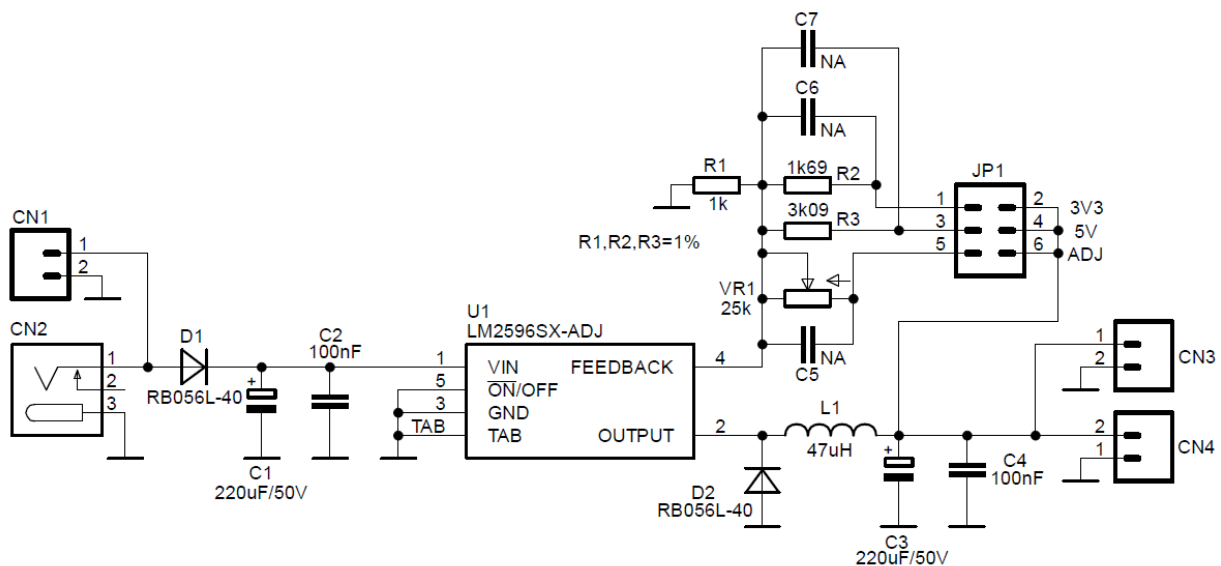 C7
NA
C6
NA
R1
1k
1k69
R2
3k09
R3
R1,R2,R3=1%
VR1
25k
NA
C5
JP1
1
2
3V3
3
4
5V
5
6
ADJ
CN1
1
2
CN2
1
2
3
D1
RB056L-40
+
C1
220uF/50V
C2
100nF
U1
LM2596SX-ADJ
1
VIN
FEEDBACK
4
5
ON/OFF
3
GND
TAB
TAB
OUTPUT
2
L1
47uH
D2
RB056L-40
+
C3
220uF/50V
C4
100nF
1
2
CN3
2
1
CN4